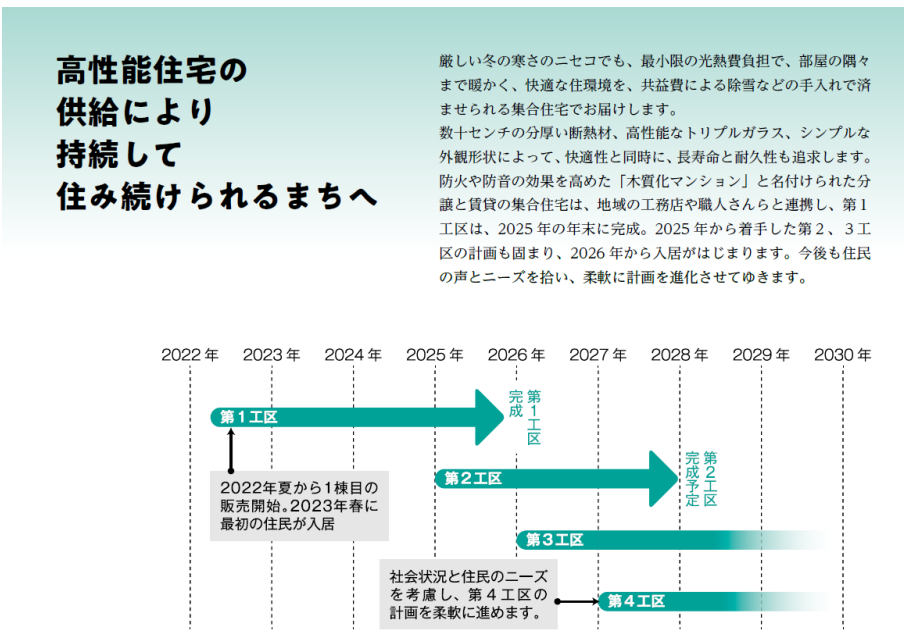 高性能住宅の
供給により
持続して
住み続けられるまちへ
厳しい冬の寒さのニセコでも、最小限の光熱費負担で、部屋の隅々
まで暖かく、快適な住環境を、共益費による除雪などの手入れで済
ませられる集合住宅でお届けします。
数十センチの分厚い断熱材、高性能なトリプルガラス、シンプルな
外観形状によって、快適性と同時に、長寿命と耐久性も追求します。
防火や防音の効果を高めた「木質化マンション」と名付けられた分
譲と賃貸の集合住宅は、地域の工務店や職人さんらと連携し、第1
工区は、2025年の年末に完成。2025年から着手した第2、3工
区の計画も固まり、2026年から入居がはじまります。今後も住民
の声とニーズを拾い、柔軟に計画を進化させてゆきます。
2022年 2023年 2024年 2025年 2026年 2027年 2028年 2029年 2030年
第1工区
第1工区
完成
2022年夏から1棟目の
販売開始。2023年春に
最初の住民が入居
第2工区
第2工区
完成予定
第3工区
社会状況と住民のニーズ
を考慮し、第4工区の
計画を柔軟に進めます。
第4工区